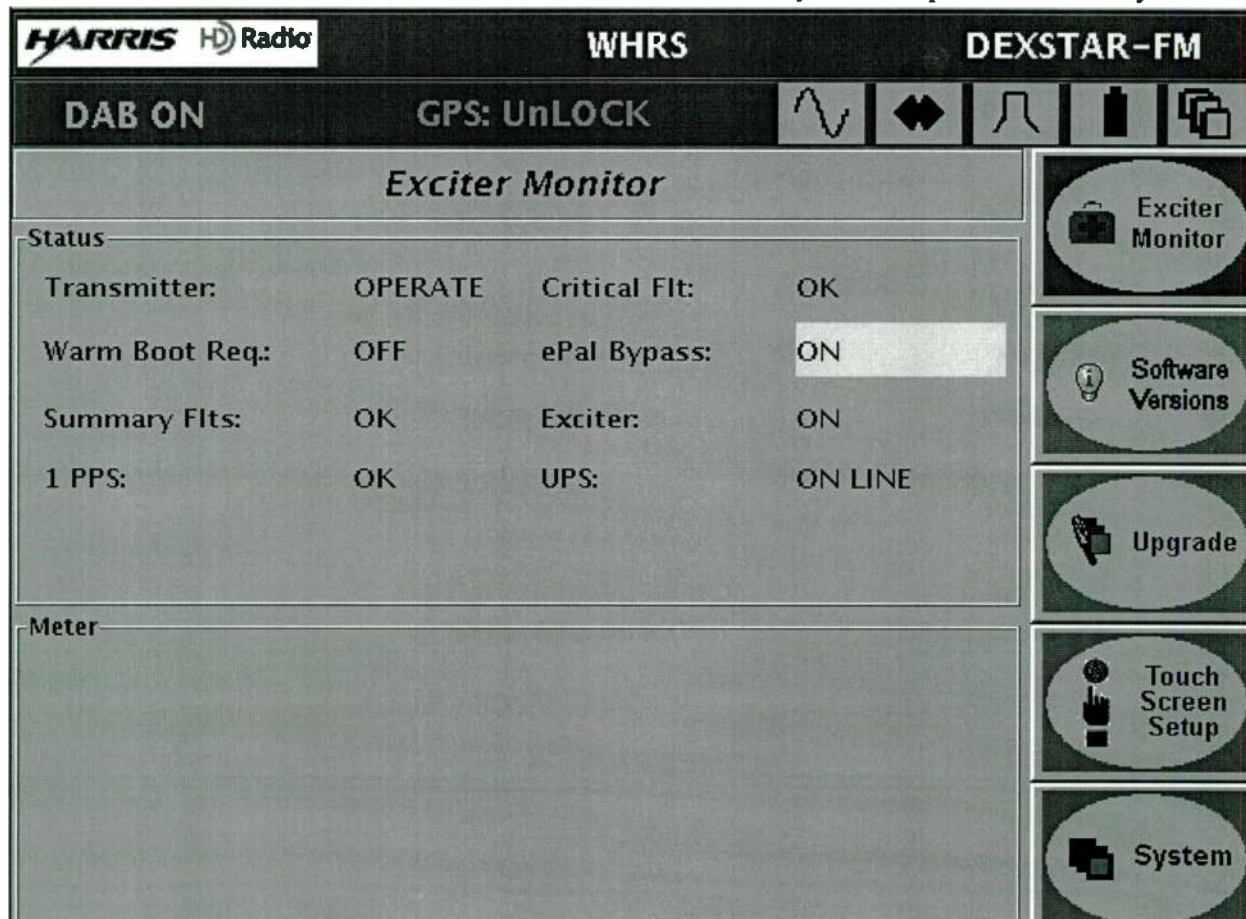 HARRIS HD Radio WHRS DEXSTAR-FM
DAB ON GPS: UnLOCK
Exciter Monitor
Status
Transmitter: OPERATE Critical Flt: OK
Warm Boot Req.: OFF ePal Bypass: ON
Summary Flts: OK Exciter: ON
1 PPS: OK UPS: ON LINE
Meter
Exciter
Monitor
Software
Versions
Upgrade
Touch
Screen
Setup
System